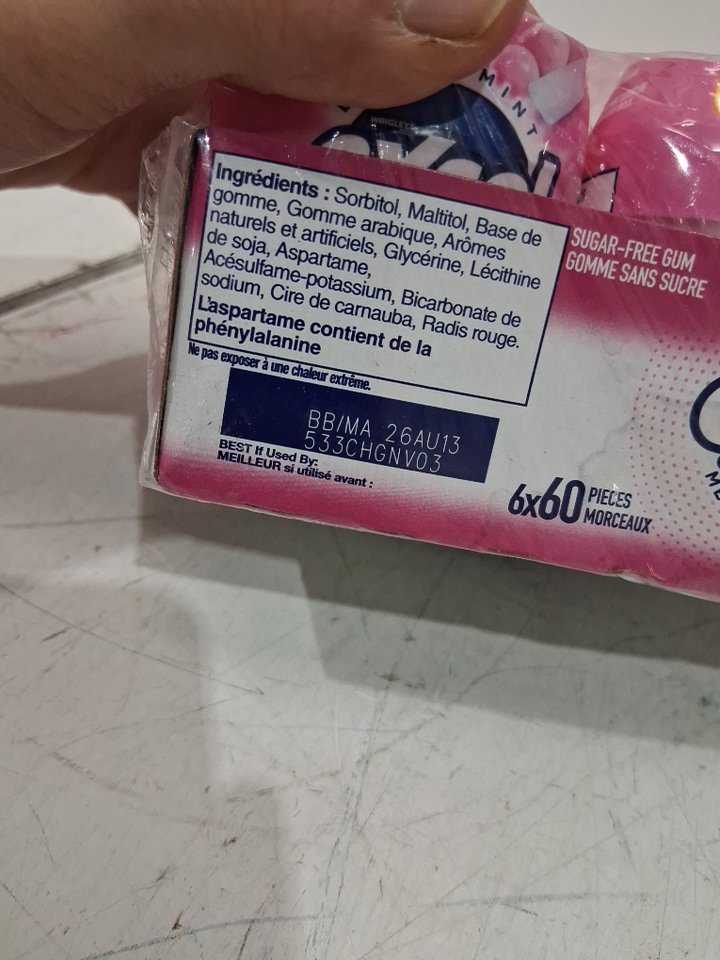 MINT
WRIGLEY'S
excel
Ingrédients : Sorbitol, Maltitol, Base de
gomme, Gomme arabique, Arômes
naturels et artificiels, Glycérine, Lécithine
de soja, Aspartame,
Acésulfame-potassium, Bicarbonate de
sodium, Cire de carnauba, Radis rouge.
L'aspartame contient de la
phénylalanine
Ne pas exposer à une chaleur extrême.
BB/MA 26AU13
533CHGNV03
BEST If Used By:
MEILLEUR si utilisé avant :
SUGAR-FREE GUM
GOMME SANS SUCRE
6x60 PIECES
MORCEAUX